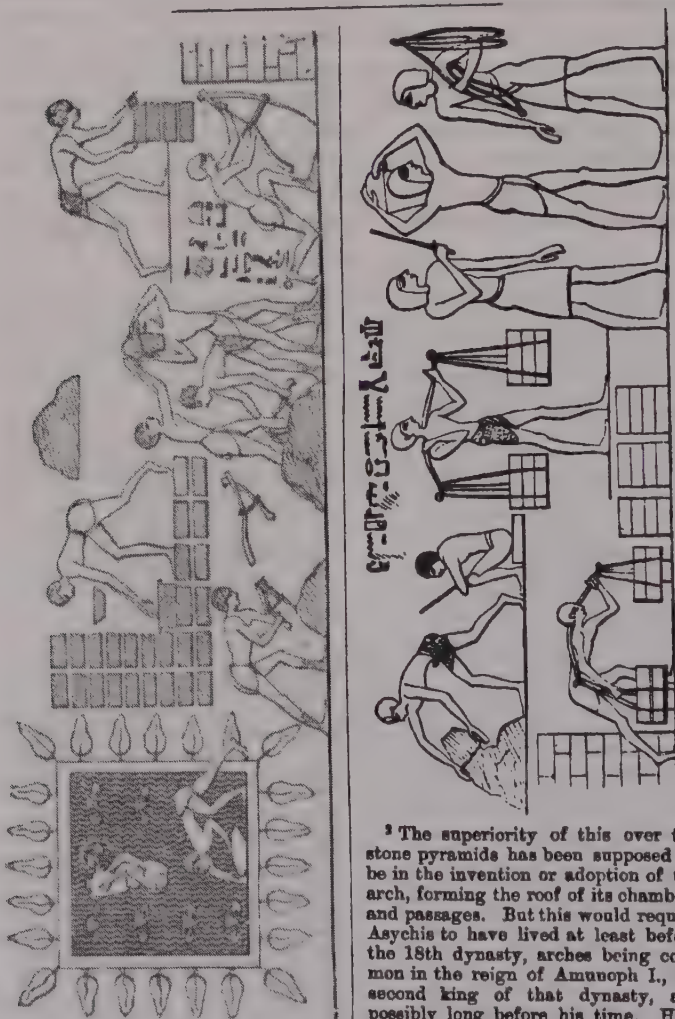 ³ The superiority of this over t
stone pyramids has been supposed
be in the invention or adoption of t
arch, forming the roof of its chamb
and passages. But this would requ
Asychis to have lived at least befo
the 18th dynasty, arches being co
mon in the reign of Amunoph I.,
second king of that dynasty, a
possibly long before his time. H